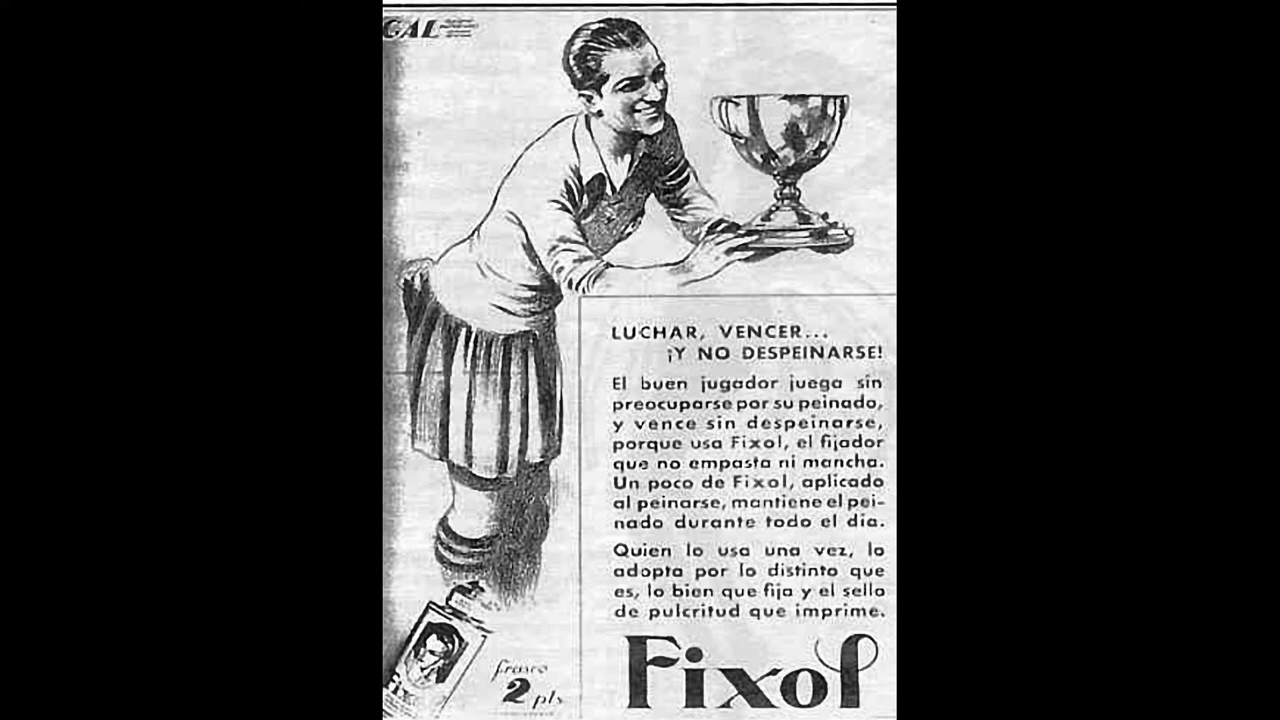 GAL
LUCHAR, VENCER...
¡Y NO DESPEINARSE!
El buen jugador juega sin
preocuparse por su peinado,
y vence sin despeinarse,
porque usa Fixol, el fijador
que no empasta ni mancha.
Un poco de Fixol, aplicado
al peinarse, mantiene el pei-
nado durante todo el dia.
Quien lo usa una vez, lo
adopta por lo distinto que
es, lo bien que fija y el sello
de pulcritud que imprime.
frasco
2 pts
Fixol